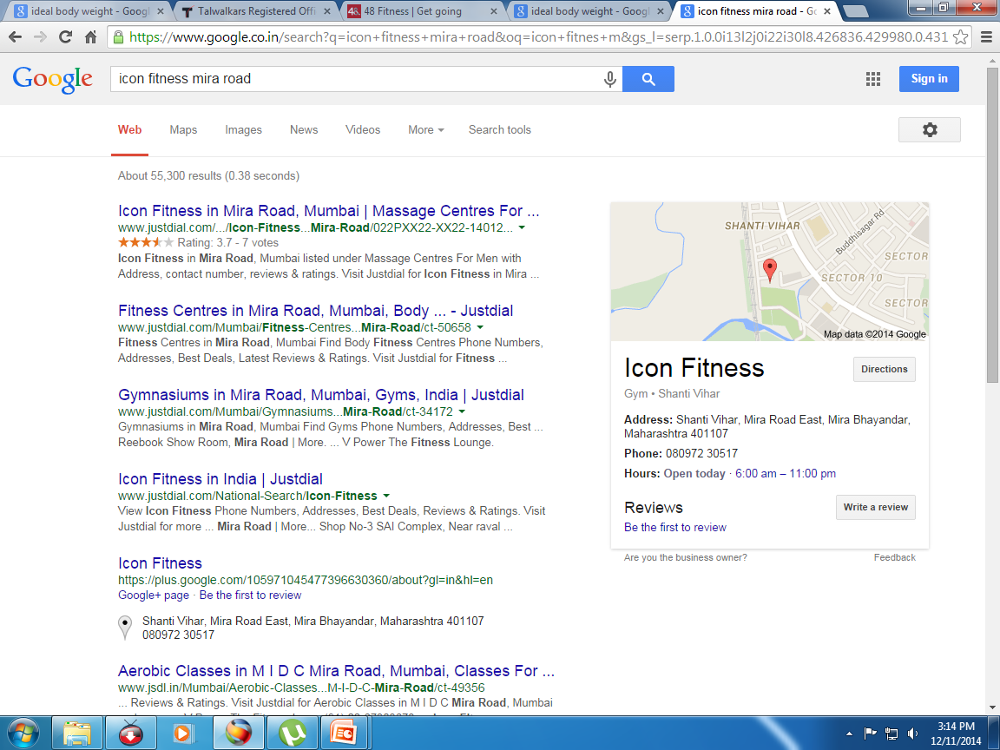 ideal body weight - Googl
Talwalkars Registered Offi
48 Fitness | Get going
ideal body weight - Googl
icon fitness mira road - Go
https://www.google.co.in/search?q=icon+fitness+mira+road&oq=icon+fitnes+m&gs_l=serp.1.0.0i13l2j0i22i30l8.426836.429980.0.431
Google
icon fitness mira road
Sign in
Web Maps Images News Videos More Search tools
About 55,300 results (0.38 seconds)
Icon Fitness in Mira Road, Mumbai | Massage Centres For ...
www.justdial.com/.../Icon-Fitness...Mira-Road/022PXX22-XX22-14012...
Rating: 3.7 - 7 votes
Icon Fitness in Mira Road, Mumbai listed under Massage Centres For Men with
Address, contact number, reviews & ratings. Visit Justdial for Icon Fitness in Mira ...
Fitness Centres in Mira Road, Mumbai, Body ... - Justdial
www.justdial.com/Mumbai/Fitness-Centres...Mira-Road/ct-50658
Fitness Centres in Mira Road, Mumbai Find Body Fitness Centres Phone Numbers,
Addresses, Best Deals, Latest Reviews & Ratings. Visit Justdial for Fitness ...
Gymnasiums in Mira Road, Mumbai, Gyms, India | Justdial
www.justdial.com/Mumbai/Gymnasiums...Mira-Road/ct-34172
Gymnasiums in Mira Road, Mumbai Find Gyms Phone Numbers, Addresses, Best ...
Reebook Show Room, Mira Road | More. ... V Power The Fitness Lounge.
Icon Fitness in India | Justdial
www.justdial.com/National-Search/Icon-Fitness
View Icon Fitness Phone Numbers, Addresses, Best Deals, Reviews & Ratings. Visit
Justdial for more ... Mira Road | More... Shop No-3 SAI Complex, Near raval ...
Icon Fitness
https://plus.google.com/105971045477396630360/about?gl=in&hl=en
Google+ page · Be the first to review
Shanti Vihar, Mira Road East, Mira Bhayandar, Maharashtra 401107
080972 30517
Aerobic Classes in M I D C Mira Road, Mumbai, Classes For ...
www.jsdl.in/Mumbai/Aerobic-Classes...M-I-D-C-Mira-Road/ct-49356
... Reviews & Ratings. Visit Justdial for Aerobic Classes in M I D C Mira Road, Mumbai
SHANTI VIHAR
Buddhisagar Rd
SECTOR
SECTOR 10
SECTOR
Map data ©2014 Google
Icon Fitness
Directions
Gym • Shanti Vihar
Address: Shanti Vihar, Mira Road East, Mira Bhayandar,
Maharashtra 401107
Phone: 080972 30517
Hours: Open today · 6:00 am – 11:00 pm
Reviews
Write a review
Be the first to review
Are you the business owner?
Feedback
3:14 PM
12/11/2014